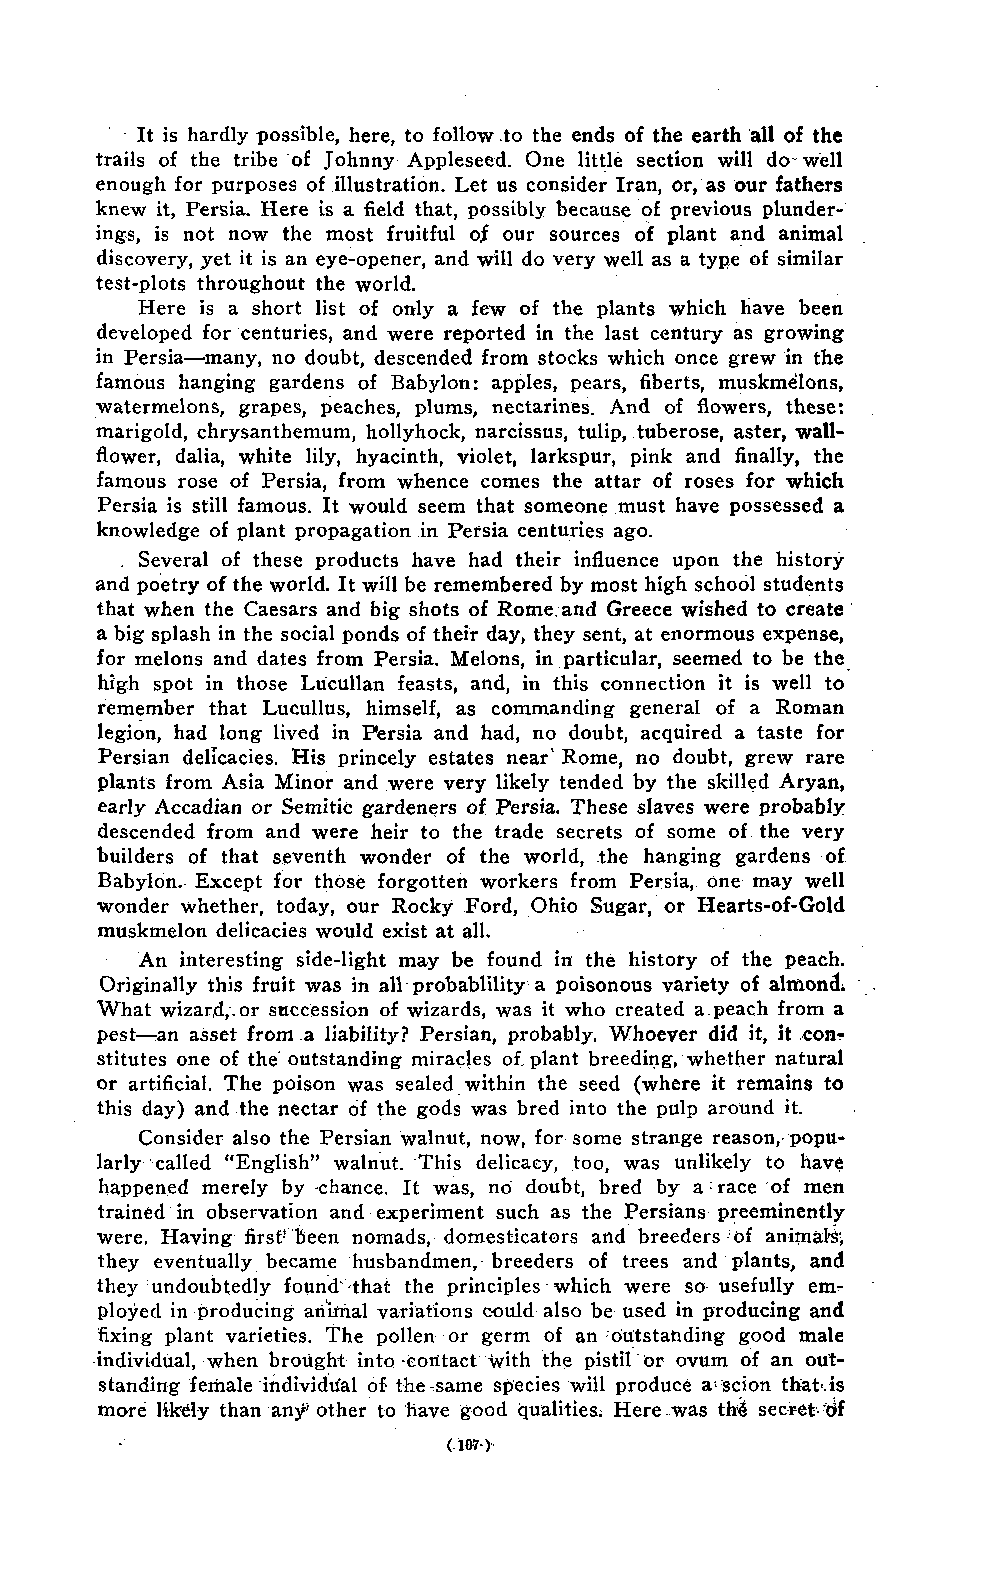 It is hardly possible, here, to follow to the ends of the earth all of the
trails of the tribe of Johnny Appleseed. One little section will do well
enough for purposes of illustration. Let us consider Iran, or, as our fathers
knew it, Persia. Here is a field that, possibly because of previous plunder-
ings, is not now the most fruitful of our sources of plant and animal
discovery, yet it is an eye-opener, and will do very well as a type of similar
test-plots throughout the world.
Here is a short list of only a few of the plants which have been
developed for centuries, and were reported in the last century as growing
in Persia—many, no doubt, descended from stocks which once grew in the
famous hanging gardens of Babylon: apples, pears, fiberts, muskmelons,
watermelons, grapes, peaches, plums, nectarines. And of flowers, these:
marigold, chrysanthemum, hollyhock, narcissus, tulip, tuberose, aster, wall-
flower, dalia, white lily, hyacinth, violet, larkspur, pink and finally, the
famous rose of Persia, from whence comes the attar of roses for which
Persia is still famous. It would seem that someone must have possessed a
knowledge of plant propagation in Persia centuries ago.
Several of these products have had their influence upon the history
and poetry of the world. It will be remembered by most high school students
that when the Caesars and big shots of Rome and Greece wished to create
a big splash in the social ponds of their day, they sent, at enormous expense,
for melons and dates from Persia. Melons, in particular, seemed to be the
high spot in those Lucullan feasts, and, in this connection it is well to
remember that Lucullus, himself, as commanding general of a Roman
legion, had long lived in Persia and had, no doubt, acquired a taste for
Persian delicacies. His princely estates near Rome, no doubt, grew rare
plants from Asia Minor and were very likely tended by the skilled Aryan,
early Accadian or Semitic gardeners of Persia. These slaves were probably
descended from and were heir to the trade secrets of some of the very
builders of that seventh wonder of the world, the hanging gardens of
Babylon. Except for those forgotten workers from Persia, one may well
wonder whether, today, our Rocky Ford, Ohio Sugar, or Hearts-of-Gold
muskmelon delicacies would exist at all.
An interesting side-light may be found in the history of the peach.
Originally this fruit was in all probablility a poisonous variety of almond.
What wizard, or succession of wizards, was it who created a peach from a
pest—an asset from a liability? Persian, probably. Whoever did it, it con-
stitutes one of the outstanding miracles of plant breeding, whether natural
or artificial. The poison was sealed within the seed (where it remains to
this day) and the nectar of the gods was bred into the pulp around it.
Consider also the Persian walnut, now, for some strange reason, popu-
larly called "English" walnut. This delicacy, too, was unlikely to have
happened merely by chance. It was, no doubt, bred by a race of men
trained in observation and experiment such as the Persians preeminently
were. Having first been nomads, domesticators and breeders of animals,
they eventually became husbandmen, breeders of trees and plants, and
they undoubtedly found that the principles which were so usefully em-
ployed in producing animal variations could also be used in producing and
fixing plant varieties. The pollen or germ of an outstanding good male
individual, when brought into contact with the pistil or ovum of an out-
standing female individual of the same species will produce a scion that is
more likely than any other to have good qualities. Here was the secret of
(107)